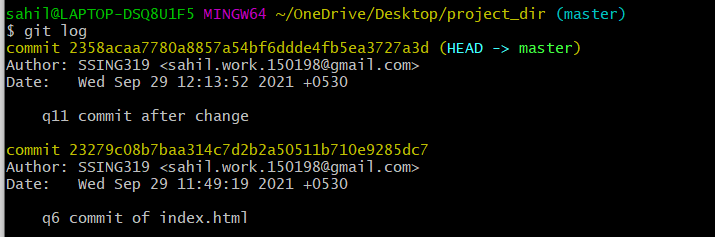 sahil@LAPTOP-DSQ8U1F5 MINGW64 ~/OneDrive/Desktop/project_dir (master)
$ git log
commit 2358acaa7780a8857a54bf6ddde4fb5ea3727a3d (HEAD -> master)
Author: SSING319 <sahil.work.150198@gmail.com>
Date:   Wed Sep 29 12:13:52 2021 +0530

    q11 commit after change

commit 23279c08b7baa314c7d2b2a50511b710e9285dc7
Author: SSING319 <sahil.work.150198@gmail.com>
Date:   Wed Sep 29 11:49:19 2021 +0530

    q6 commit of index.html